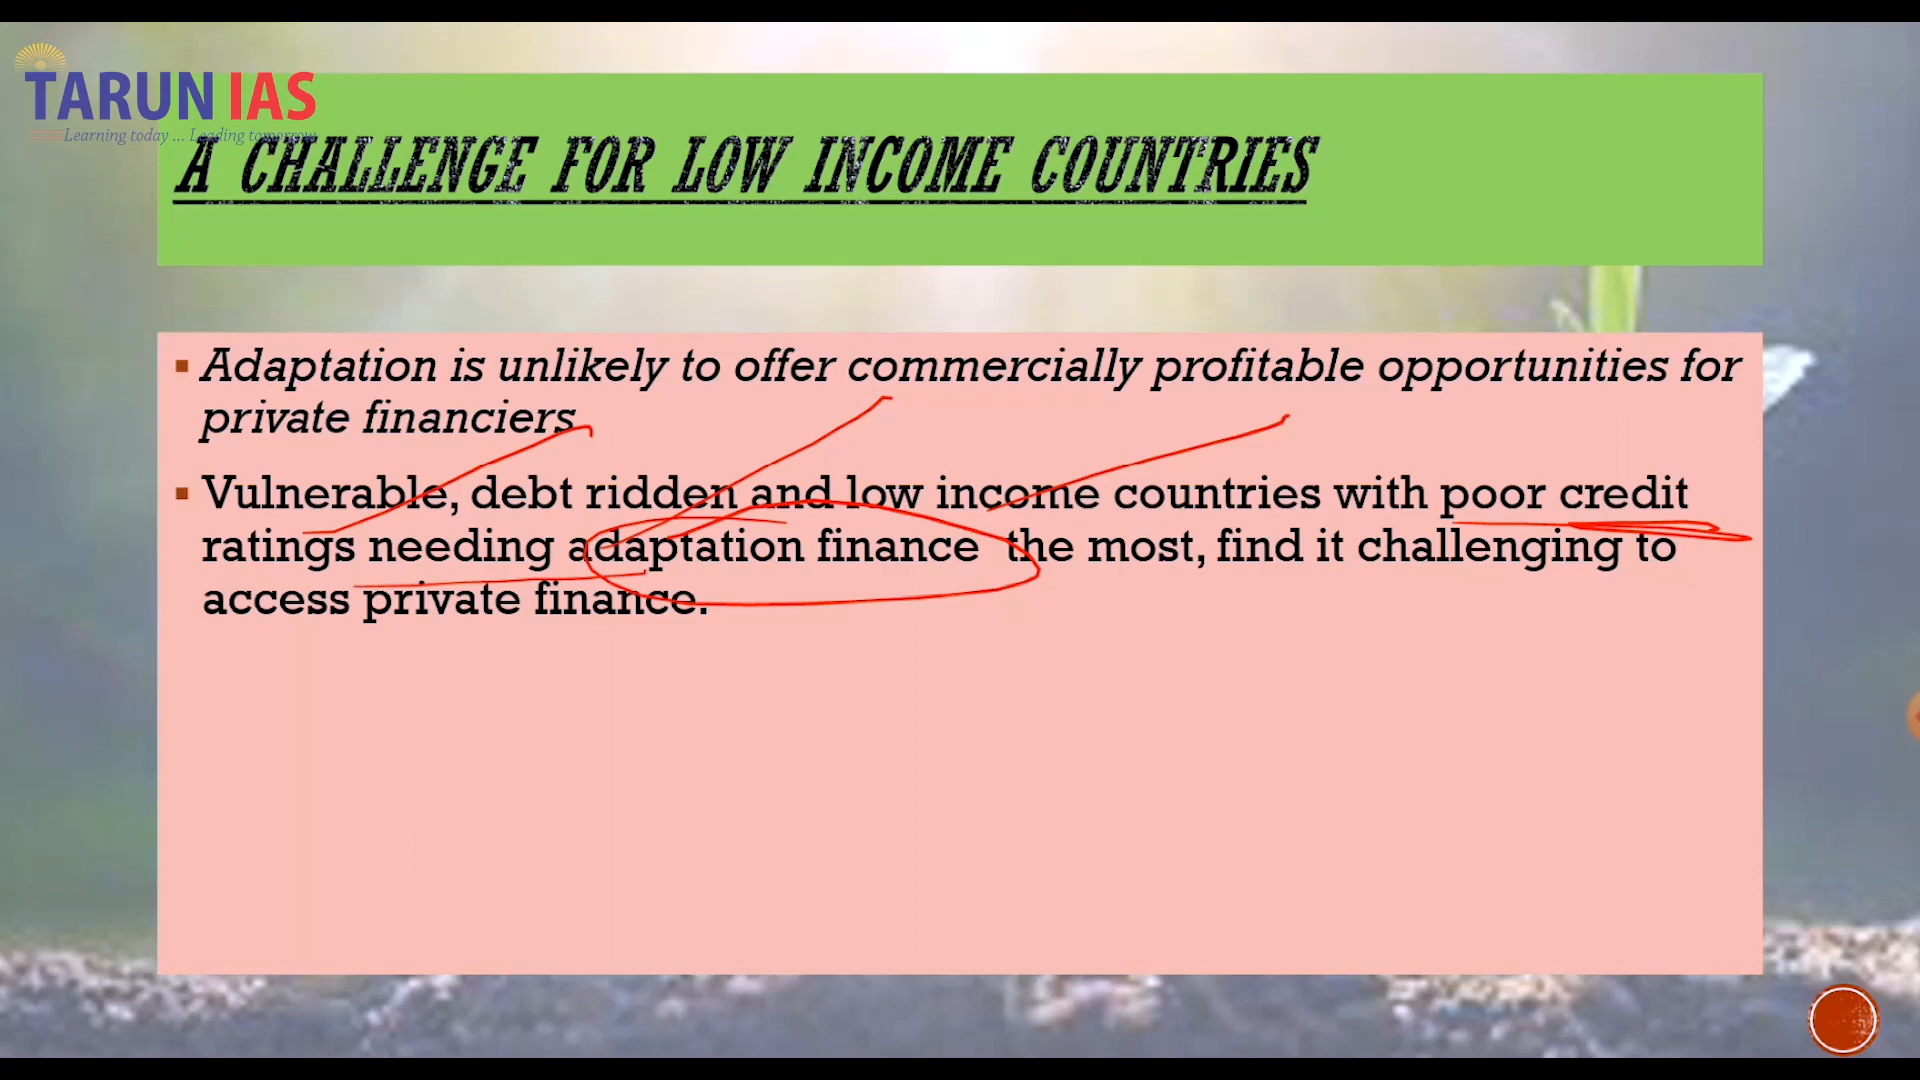 TARUN IAS
Learning today ... Leading tomorrow
A CHALLENGE FOR LOW INCOME COUNTRIES
Adaptation is unlikely to offer commercially profitable opportunities for
private financiers.
Vulnerable, debt ridden and low income countries with poor credit
ratings needing adaptation finance the most, find it challenging to
access private finance.